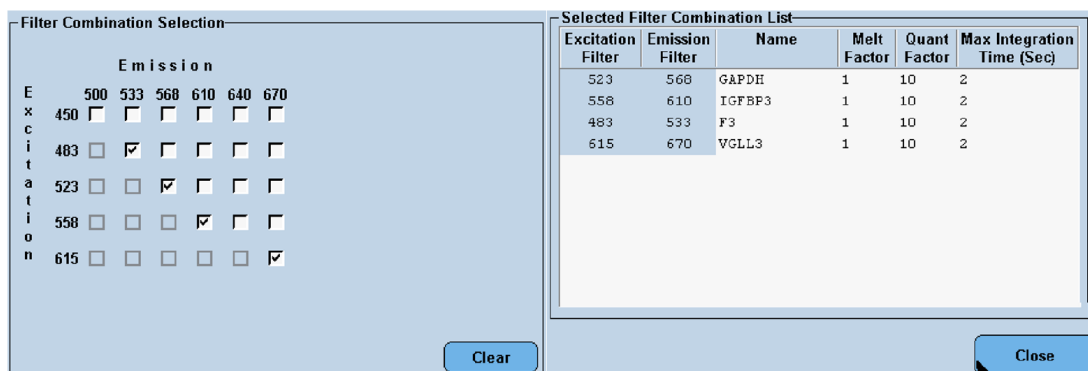 Filter Combination Selection
Emission
Excitation
500 533 568 610 640 670
450
483
523
558
615
Clear
Selected Filter Combination List
Excitation Filter Emission Filter Name Melt Factor Quant Factor Max Integration Time (Sec)
523 568 GAPDH 1 10 2
558 610 IGFBP3 1 10 2
483 533 F3 1 10 2
615 670 VGLL3 1 10 2
Close